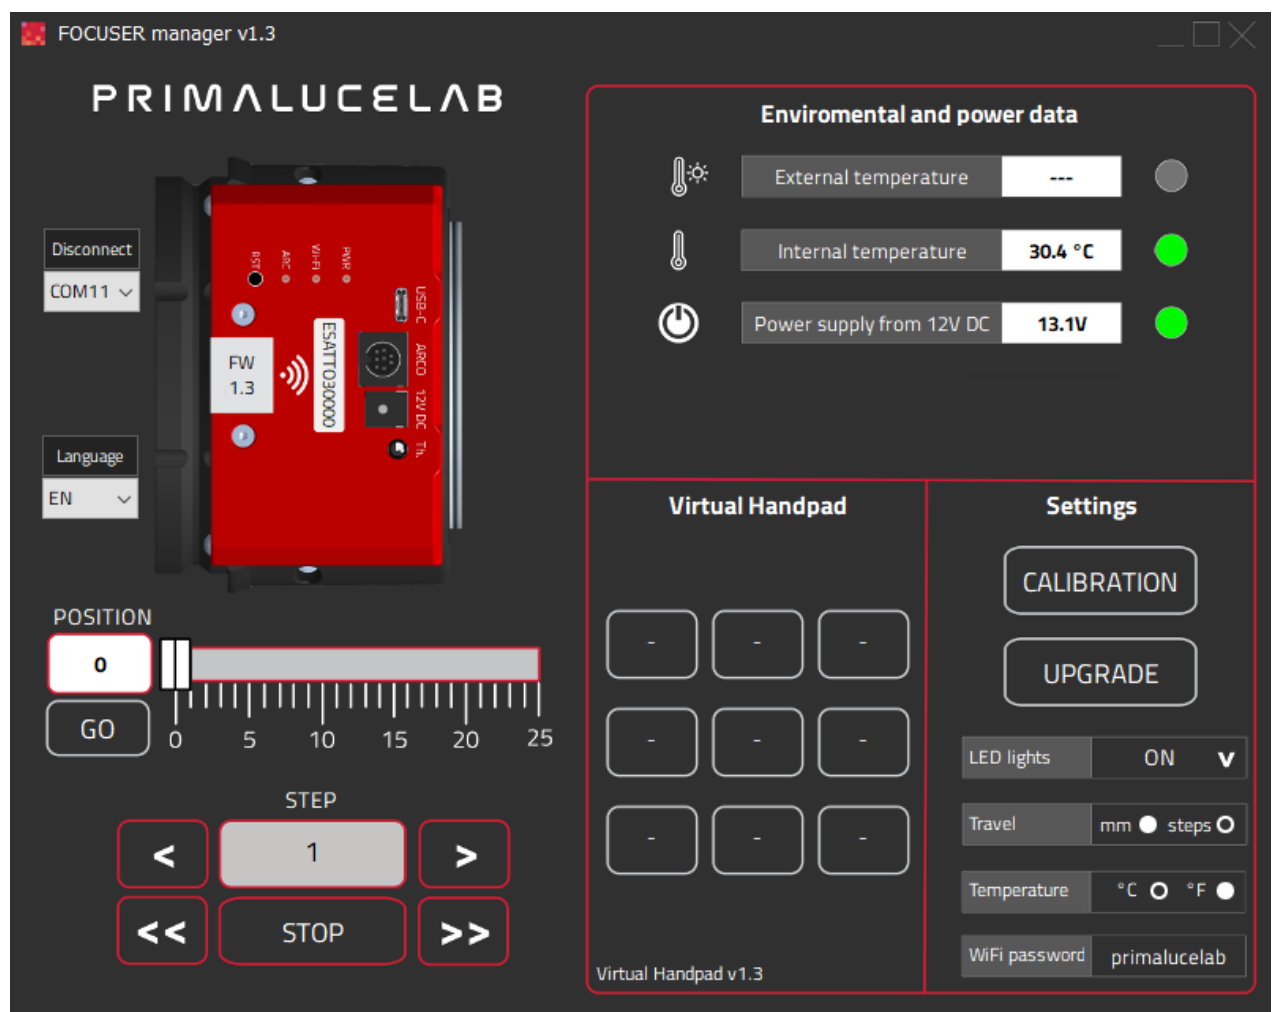 FOCUSER manager v1.3
PRIMALUCELAB
Disconnect
COM11
RST
ARC
Wi-Fi
PWR
USB-C
ARCO
12V DC
Th.
FW
1.3
ESATTO30000
Language
EN
POSITION
0
GO
0 5 10 15 20 25
STEP
< 1 >
<< STOP >>
Enviromental and power data
External temperature ---
Internal temperature 30.4 °C
Power supply from 12V DC 13.1V
Virtual Handpad
- - -
- - -
- - -
Virtual Handpad v1.3
Settings
CALIBRATION
UPGRADE
LED lights ON
Travel mm steps
Temperature °C °F
WiFi password primalucelab